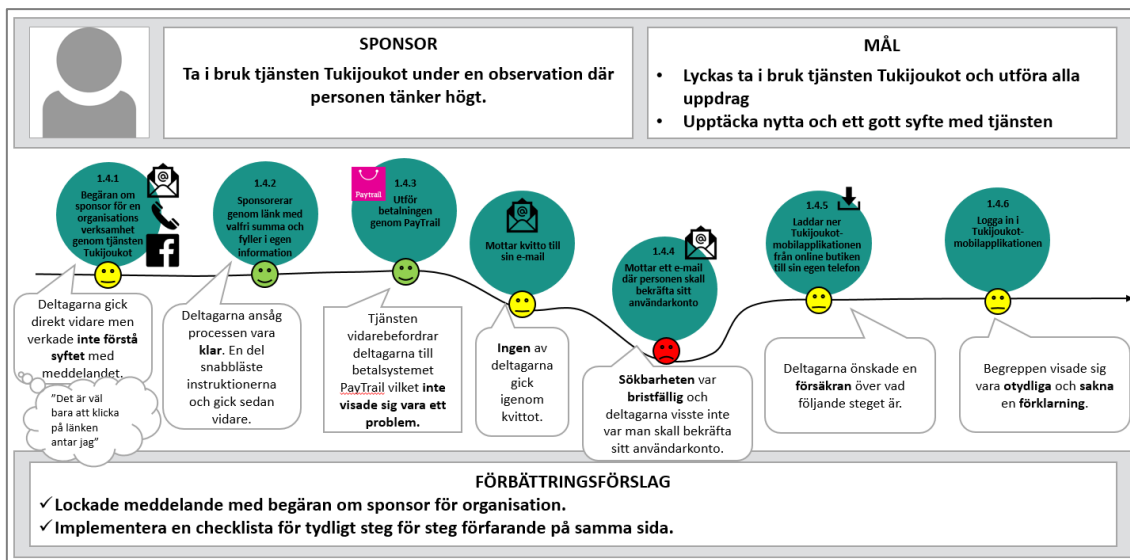 SPONSOR
Ta i bruk tjänsten Tukijoukot under en observation där
personen tänker högt.
MÅL
• Lyckas ta i bruk tjänsten Tukijoukot och utföra alla
uppdrag
• Upptäcka nytta och ett gott syfte med tjänsten
1.4.1
Begäran om
sponsor för en
organisations
verksamhet
genom tjänsten
Tukijoukot
1.4.2
Sponsorerar
genom länk med
valfri summa och
fyller i egen
information
Paytrail
1.4.3
Utför
betalningen
genom PayTrail
Mottar kvitto till
sin e-mail
1.4.4
Mottar ett e-mail
där personen skall
bekräfta sitt
användarkonto
1.4.5
Laddar ner
Tukijoukot-
mobilapplikationen
från online butiken
till sin egen telefon
1.4.6
Logga in i
Tukijoukot-
mobilapplikationen
Deltagarna gick
direkt vidare men
verkade inte förstå
syftet med
meddelandet.
"Det är väl
bara att klicka
på länken
antar jag"
Deltagarna ansåg
processen vara
klar. En del
snabbläste
instruktionerna
och gick sedan
vidare.
Tjänsten
vidarebefordrar
deltagarna till
betalsystemet
PayTrail vilket inte
visade sig vara ett
problem.
Ingen av
deltagarna
gick
igenom
kvittot.
Sökbarheten var
bristfällig och
deltagarna visste inte
var man skall bekräfta
sitt användarkonto.
Deltagarna önskade en
försäkran över vad
följande steget är.
Begreppen visade sig
vara otydliga och sakna
en förklarning.
FÖRBÄTTRINGSFÖRSLAG
✓ Lockade meddelande med begäran om sponsor för organisation.
✓ Implementera en checklista för tydligt steg för steg förfarande på samma sida.